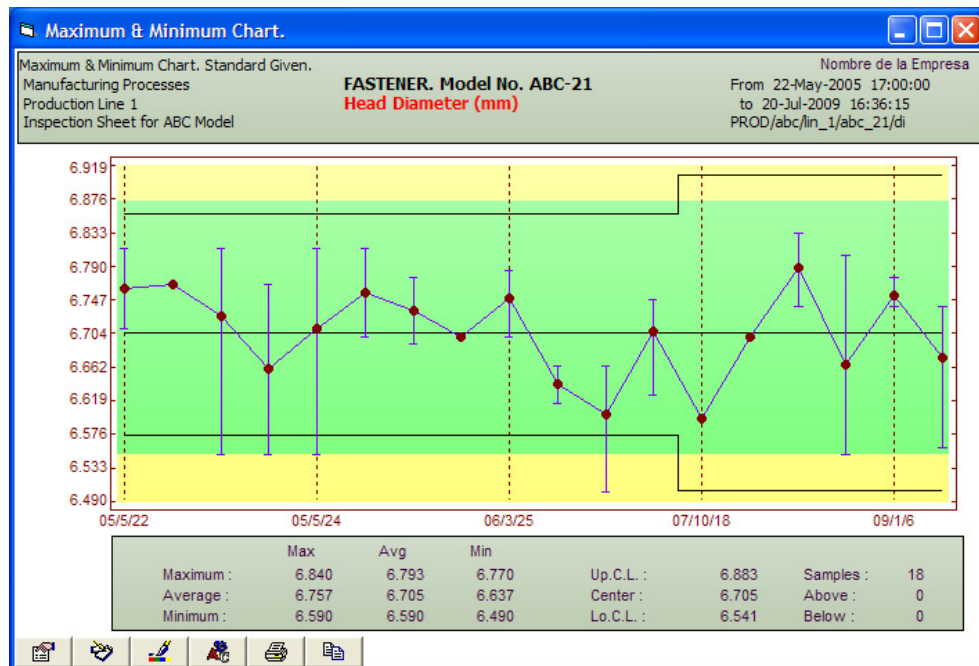 Maximum & Minimum Chart.
Maximum & Minimum Chart. Standard Given.
Nombre de la Empresa
Manufacturing Processes
FASTENER. Model No. ABC-21
From 22-May-2005 17:00:00
Production Line 1
Head Diameter (mm)
to 20-Jul-2009 16:36:15
Inspection Sheet for ABC Model
PROD/abc/lin_1/abc_21/di
6.919
6.876
6.833
6.790
6.747
6.704
6.662
6.619
6.576
6.533
6.490
05/5/22 05/5/24 06/3/25 07/10/18 09/1/6
Max Avg Min
Maximum : 6.840 6.793 6.770 Up.C.L. : 6.883 Samples : 18
Average : 6.757 6.705 6.637 Center : 6.705 Above : 0
Minimum : 6.590 6.590 6.490 Lo.C.L. : 6.541 Below : 0